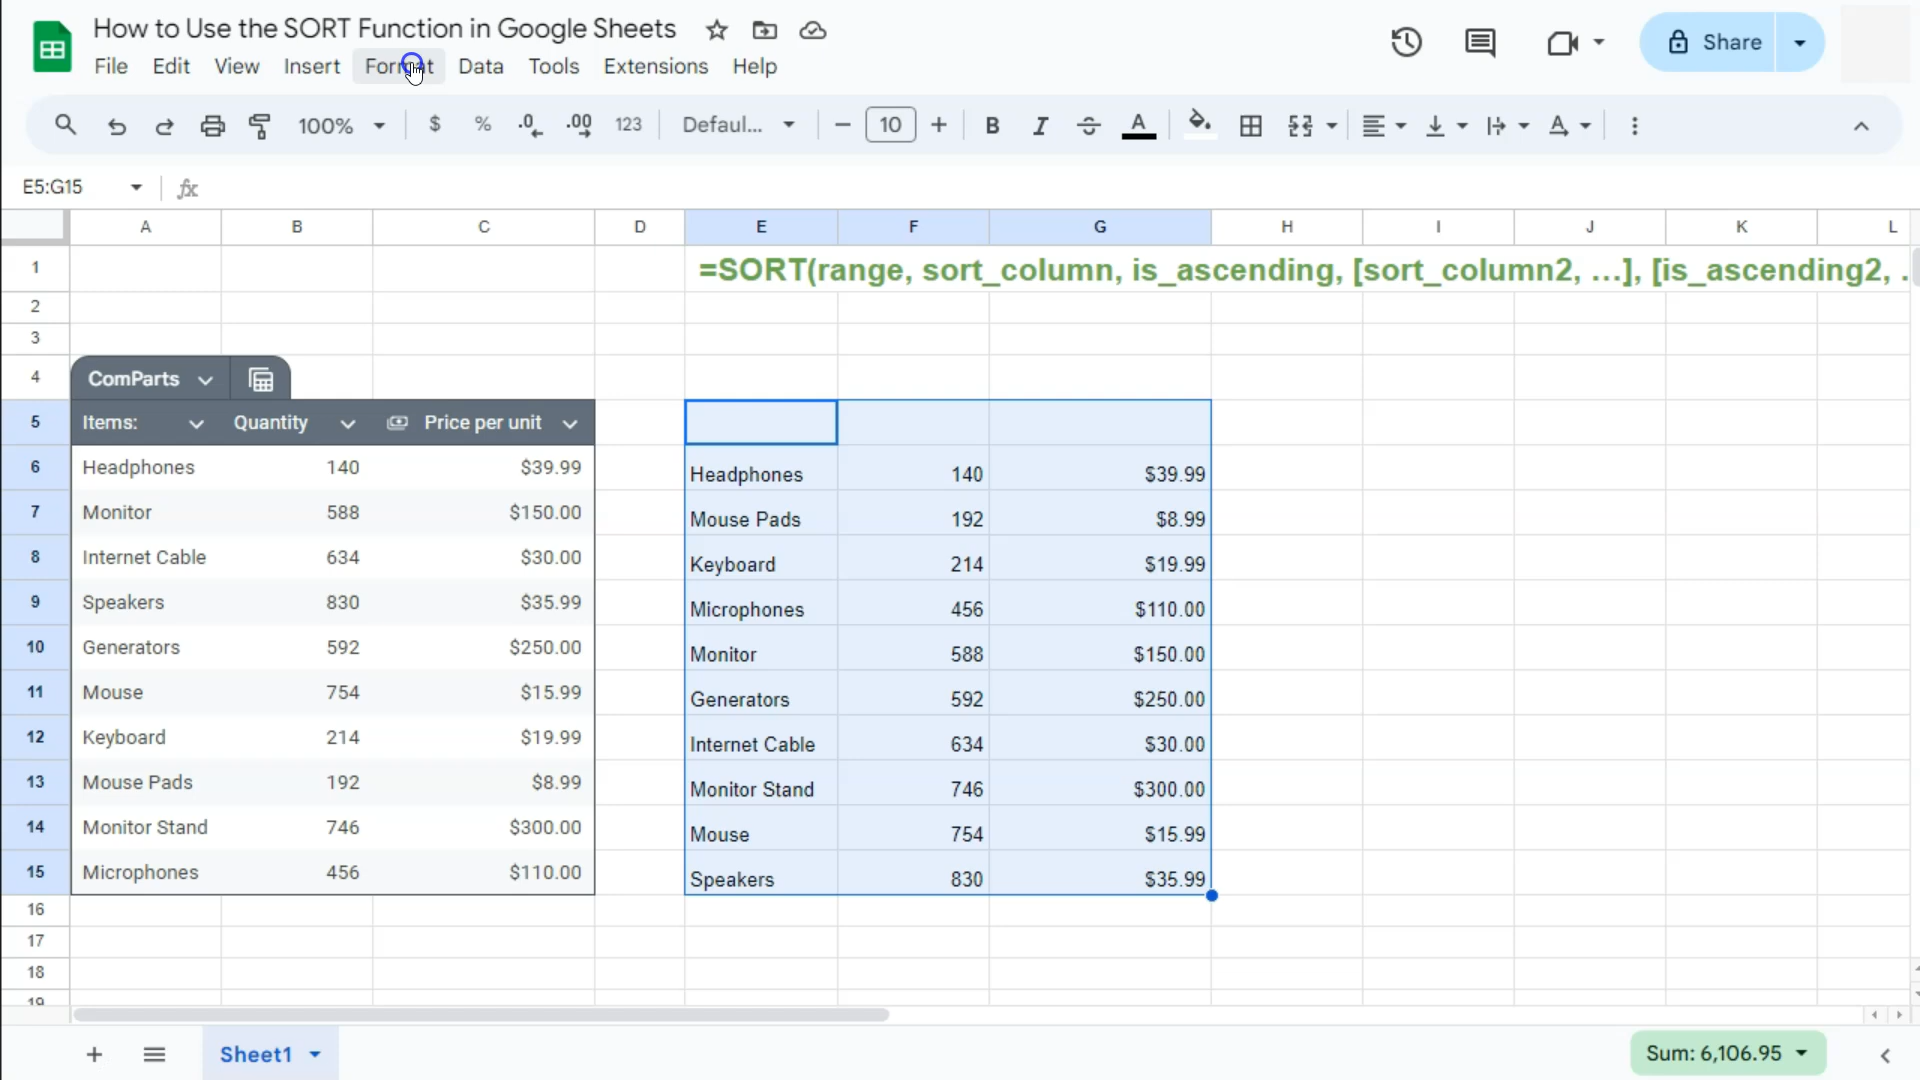 How to Use the SORT Function in Google Sheets
File Edit View Insert Format Data Tools Extensions Help
Share
100% $ % .0 .00 123 Defaul... − 10 + B I S A
E5:G15 fx
A B C D E F G H I J K L
1 =SORT(range, sort_column, is_ascending, [sort_column2, ...], [is_ascending2, .
2
3
4 ComParts
5 Items: Quantity Price per unit
6 Headphones 140 $39.99 Headphones 140 $39.99
7 Monitor 588 $150.00 Mouse Pads 192 $8.99
8 Internet Cable 634 $30.00 Keyboard 214 $19.99
9 Speakers 830 $35.99 Microphones 456 $110.00
10 Generators 592 $250.00 Monitor 588 $150.00
11 Mouse 754 $15.99 Generators 592 $250.00
12 Keyboard 214 $19.99 Internet Cable 634 $30.00
13 Mouse Pads 192 $8.99 Monitor Stand 746 $300.00
14 Monitor Stand 746 $300.00 Mouse 754 $15.99
15 Microphones 456 $110.00 Speakers 830 $35.99
16
17
18
19
+ Sheet1 Sum: 6,106.95